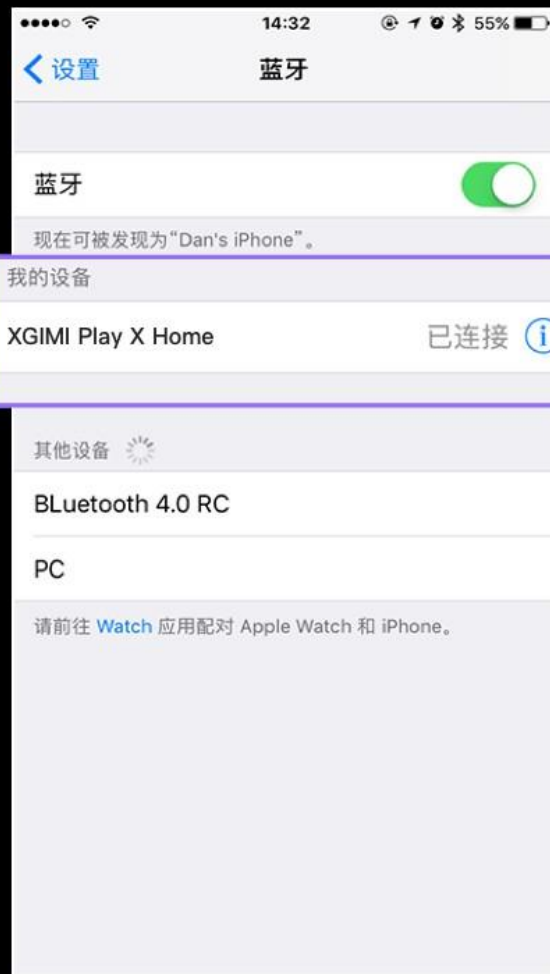 14:32 55%
设置 蓝牙
蓝牙
现在可被发现为“Dan's iPhone”。
我的设备
XGIMI Play X Home 已连接 i
其他设备
BLuetooth 4.0 RC
PC
请前往 Watch 应用配对 Apple Watch 和 iPhone。